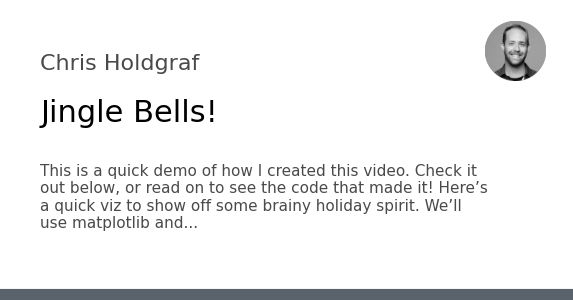 Chris Holdgraf
Jingle Bells!
This is a quick demo of how I created this video. Check it
out below, or read on to see the code that made it! Here’s
a quick viz to show off some brainy holiday spirit. We’ll
use matplotlib and...